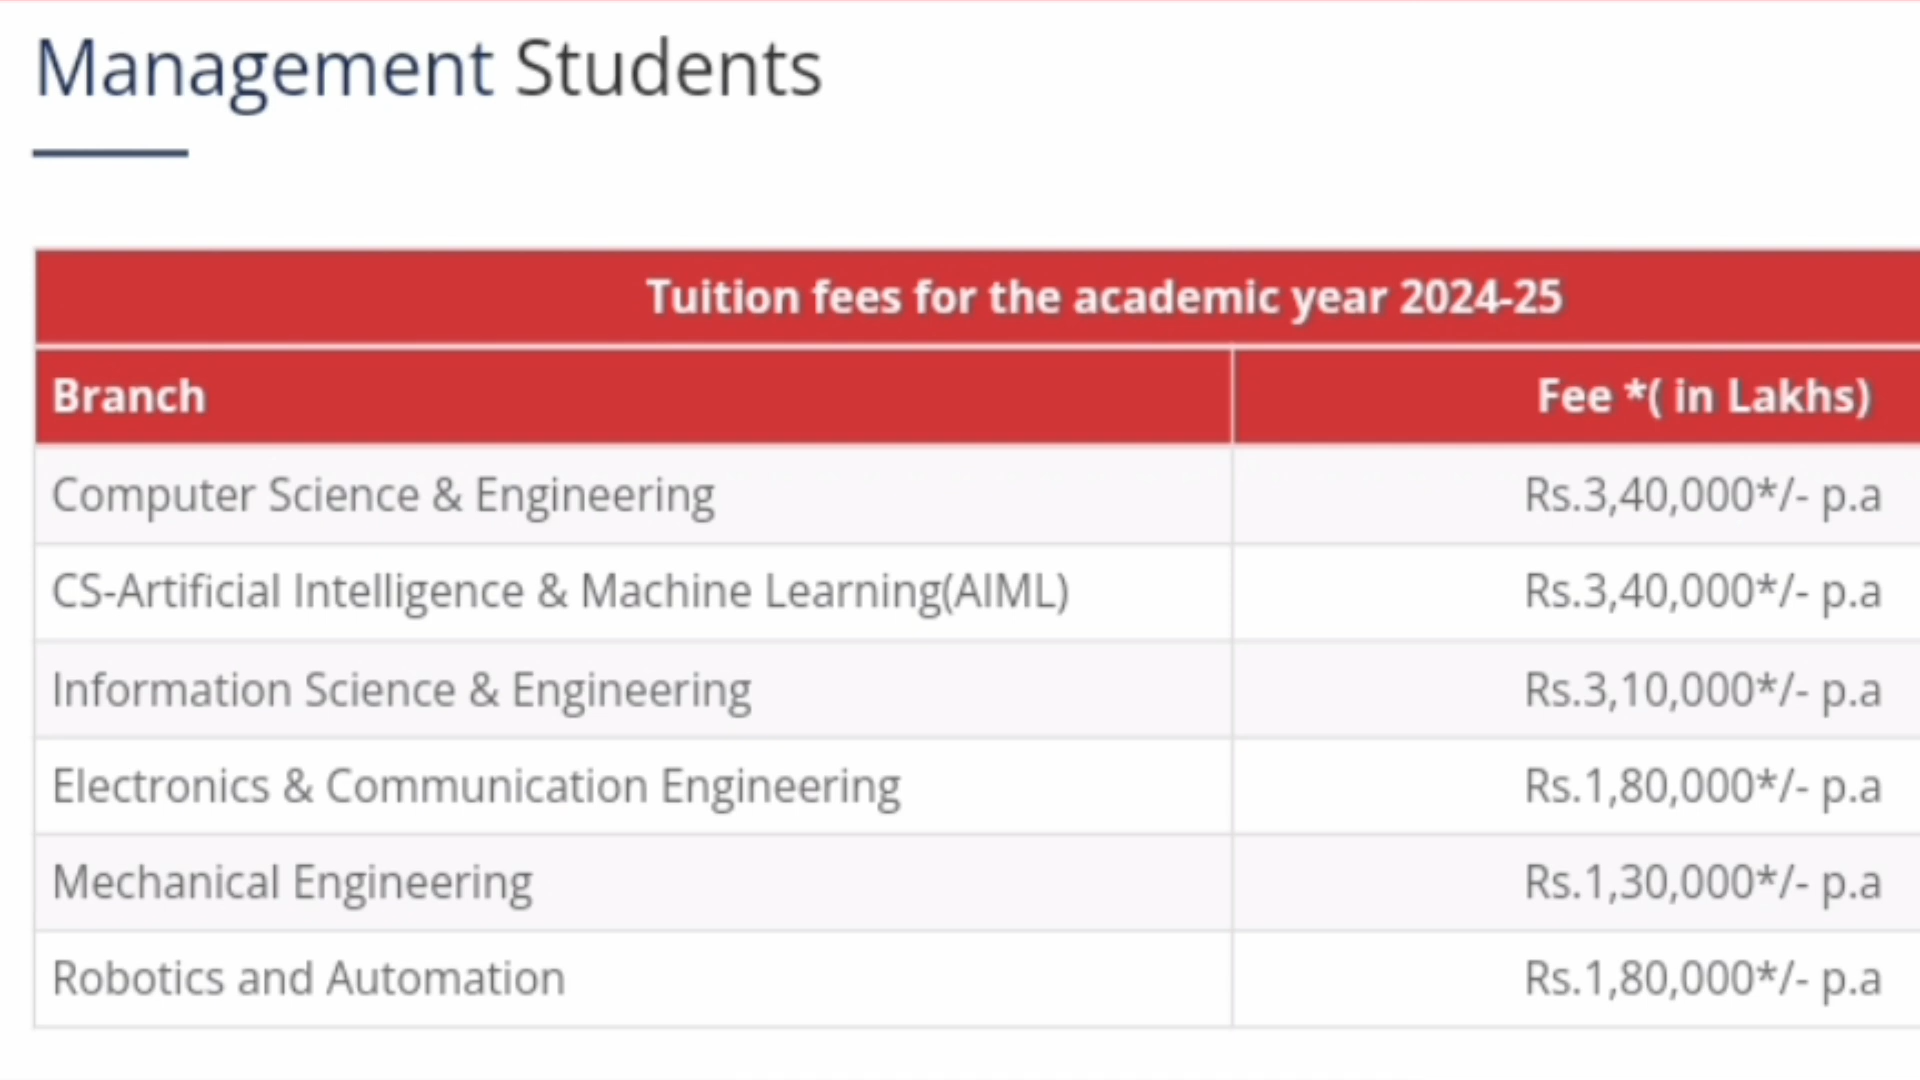 Management Students
Tuition fees for the academic year 2024-25
Branch Fee *( in Lakhs)
Computer Science & Engineering Rs.3,40,000*/- p.a
CS-Artificial Intelligence & Machine Learning(AIML) Rs.3,40,000*/- p.a
Information Science & Engineering Rs.3,10,000*/- p.a
Electronics & Communication Engineering Rs.1,80,000*/- p.a
Mechanical Engineering Rs.1,30,000*/- p.a
Robotics and Automation Rs.1,80,000*/- p.a